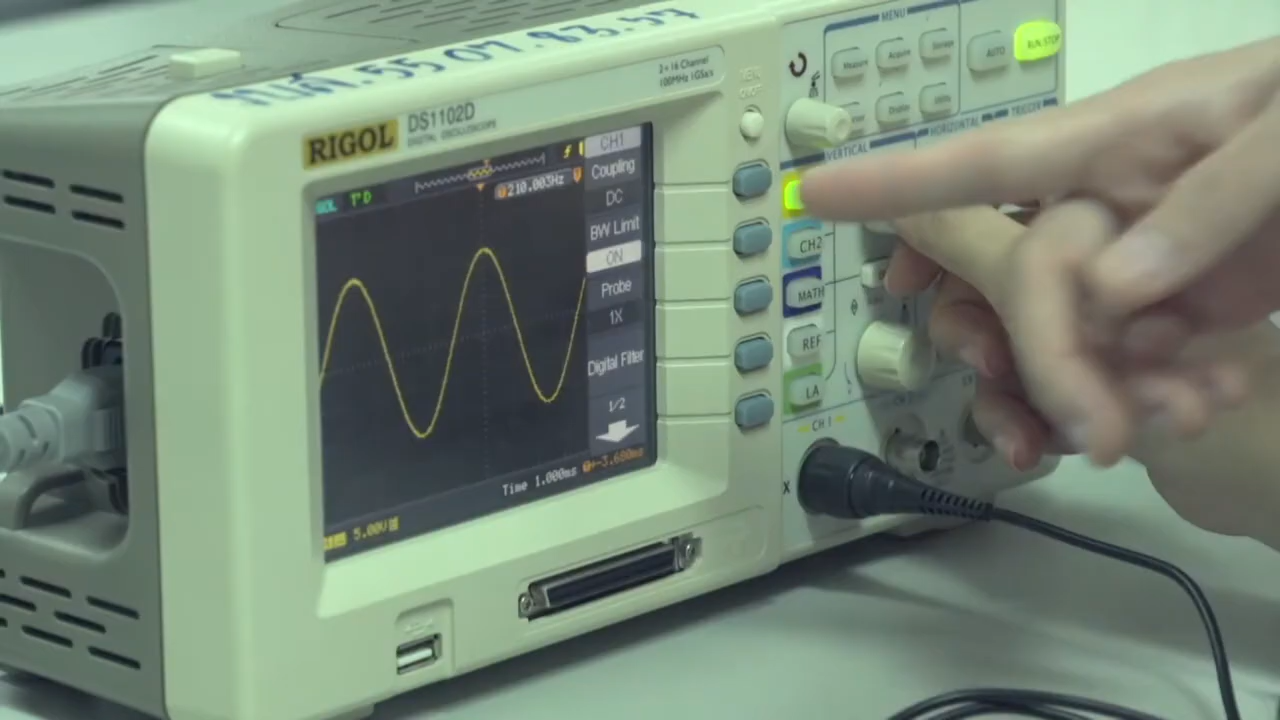 RIGOL
DS1102D
DIGITAL OSCILLOSCOPE
2+16 Channel
100MHz 1GSa/s
MENU
Measure
Acquire
Storage
Display
Utility
AUTO
RUN/STOP
VERTICAL
HORIZONTAL
TRIGGER
T'D
210.003Hz
CH1
Coupling
DC
BW Limit
ON
Probe
1X
Digital Filter
1/2
Time 1.000ms
5.00V
CH2
MATH
REF
LA
CH 1
X